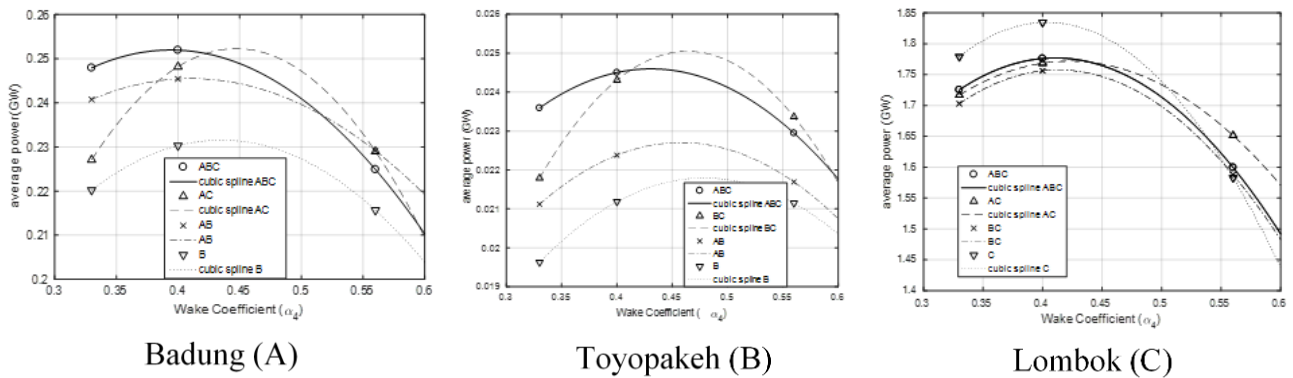 0.26
0.25
0.24
0.23
0.22
0.21
0.2
average power(GW)
ABC
cubic spline ABC
AC
cubic spline AC
AB
AB
B
cubic spline B
0.3 0.35 0.4 0.45 0.5 0.55 0.6
Wake Coefficient (α4)
Badung (A)
0.026
0.025
0.024
0.023
0.022
0.021
0.02
0.019
average power (GW)
ABC
cubic spline ABC
BC
cubic spline BC
AB
AB
B
cubic spline B
0.3 0.35 0.4 0.45 0.5 0.55 0.6
Wake Coefficient ( α4)
Toyopakeh (B)
1.85
1.8
1.75
1.7
1.65
1.6
1.55
1.5
1.45
1.4
average power (GW)
ABC
cubic spline ABC
AC
cubic spline AC
BC
BC
C
cubic spline C
0.3 0.35 0.4 0.45 0.5 0.55 0.6
Wake Coefficient (α4)
Lombok (C)